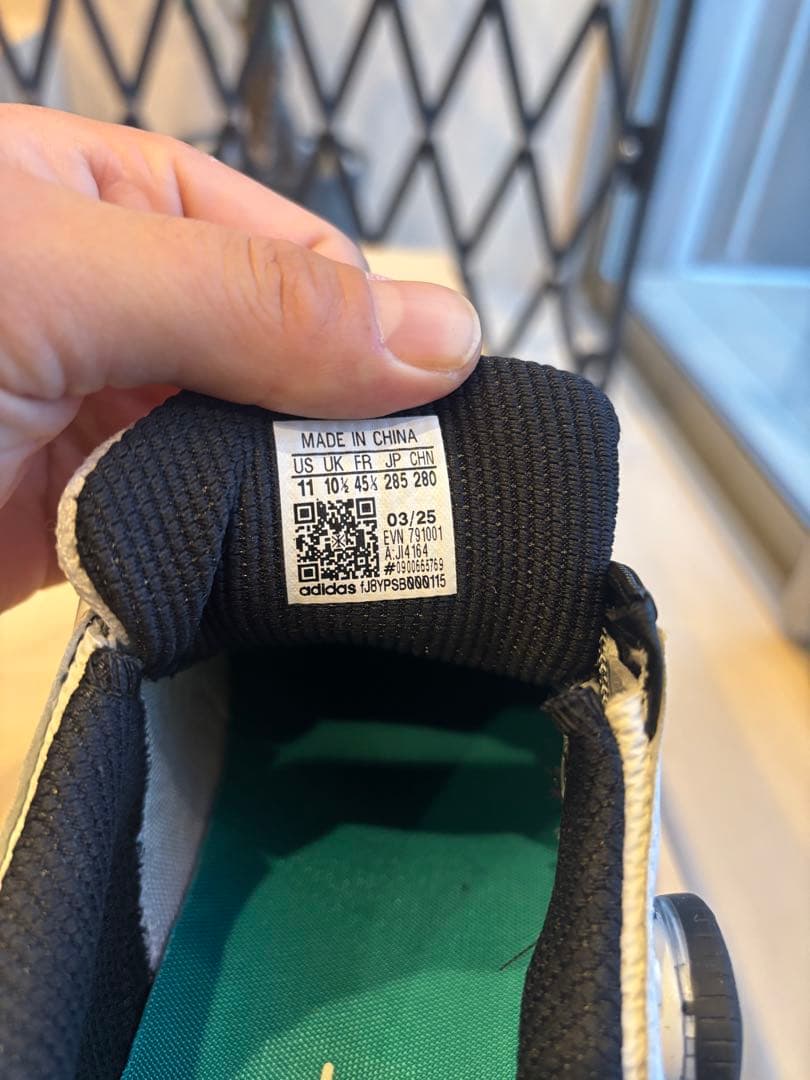 MADE IN CHINA
US UK FR JP CHN
11 10½ 45⅓ 285 280
03/25
EVN 791001
A:JI4164
#0900665769
adidas fJ8YPSB000115